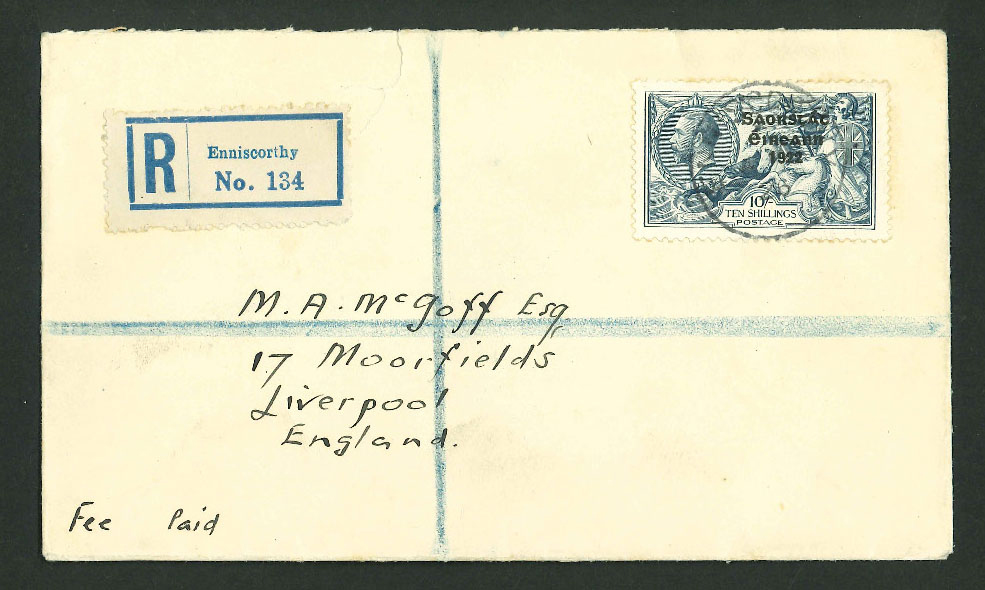 R
Enniscorthy
No. 134
Saorstát
Éireann
1922
10/-
TEN SHILLINGS
POSTAGE
M. A. McGoff Esq
17 Moorfields
Liverpool
England.
Fee Paid